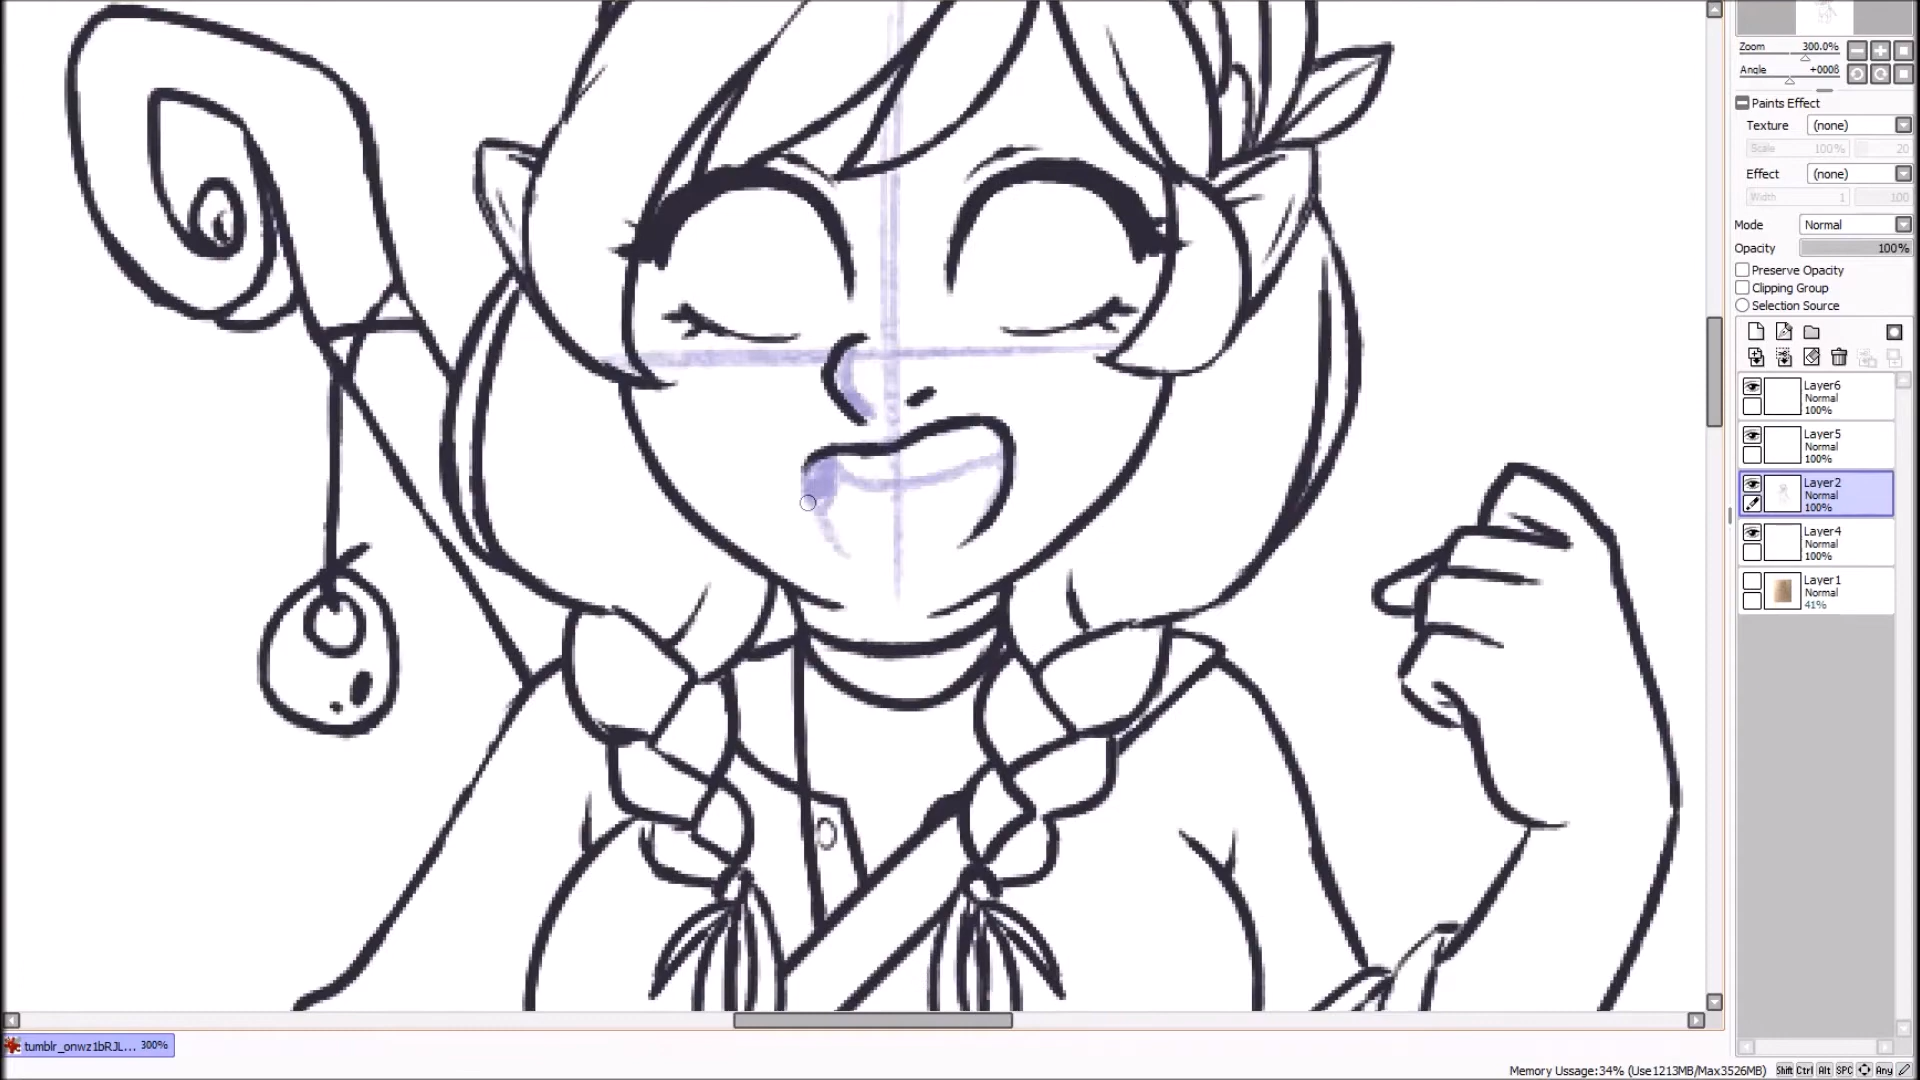 Zoom 300.0%
Angle +0008
Paints Effect
Texture (none)
Scale 100% 20
Effect (none)
Width 1 100
Mode Normal
Opacity 100%
Preserve Opacity
Clipping Group
Selection Source
Layer6
Normal
100%
Layer5
Normal
100%
Layer2
Normal
100%
Layer4
Normal
100%
Layer1
Normal
41%
tumblr_onwz1bRJL... 300%
Memory Ussage:34% (Use1213MB/Max3526MB) Shift Ctrl Alt SPC Any